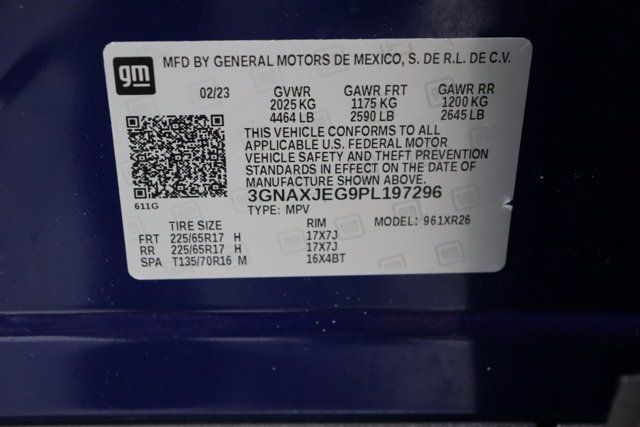 gm
MFD BY GENERAL MOTORS DE MEXICO, S. DE R.L. DE C.V.
02/23 GVWR GAWR FRT GAWR RR
2025 KG 1175 KG 1200 KG
4464 LB 2590 LB 2645 LB
THIS VEHICLE CONFORMS TO ALL
APPLICABLE U.S. FEDERAL MOTOR
VEHICLE SAFETY AND THEFT PREVENTION
STANDARDS IN EFFECT ON THE DATE OF
MANUFACTURE SHOWN ABOVE.
3GNAXJEG9PL197296
611G
TYPE: MPV MODEL: 961XR26
TIRE SIZE RIM
FRT 225/65R17 H 17X7J
RR 225/65R17 H 17X7J
SPA T135/70R16 M 16X4BT